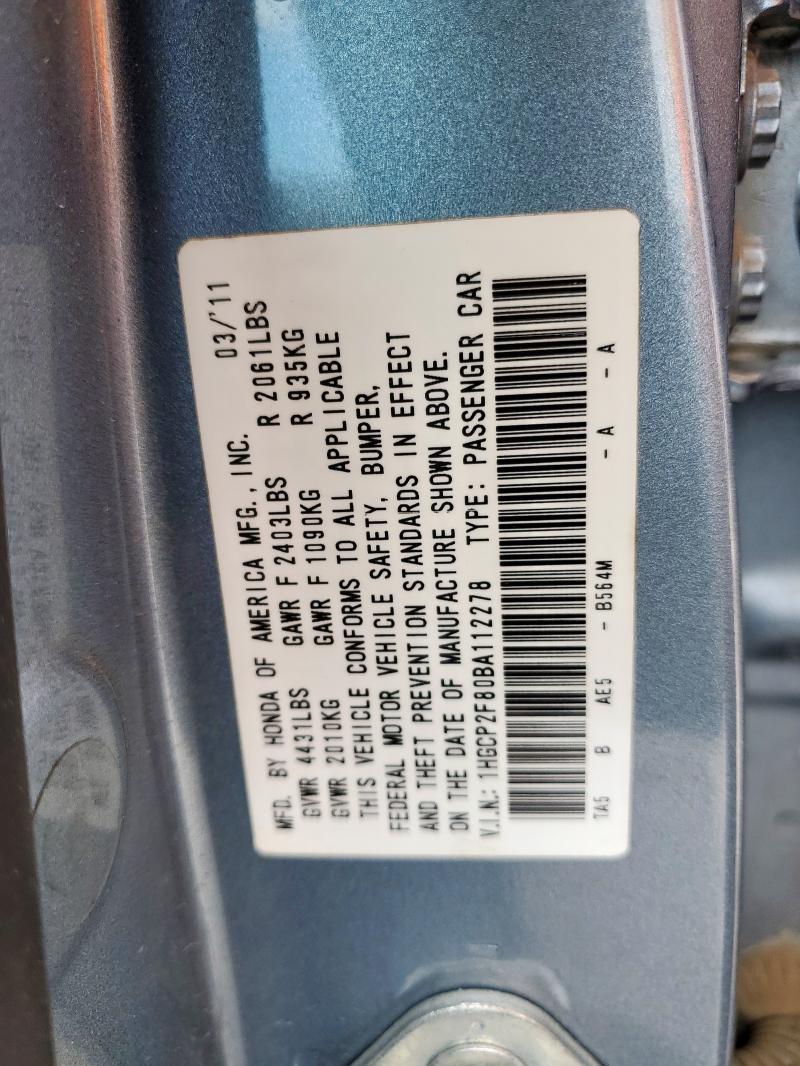 MFD. BY HONDA OF AMERICA MFG., INC. 03/'11
GVWR 4431LBS GAWR F 2403LBS R 2061LBS
GVWR 2010KG GAWR F 1090KG R 935KG
THIS VEHICLE CONFORMS TO ALL APPLICABLE
FEDERAL MOTOR VEHICLE SAFETY, BUMPER,
AND THEFT PREVENTION STANDARDS IN EFFECT
ON THE DATE OF MANUFACTURE SHOWN ABOVE.
V.I.N.: 1HGCP2F80BA112278 TYPE: PASSENGER CAR
TA5 B AE5 - B564M - A - A